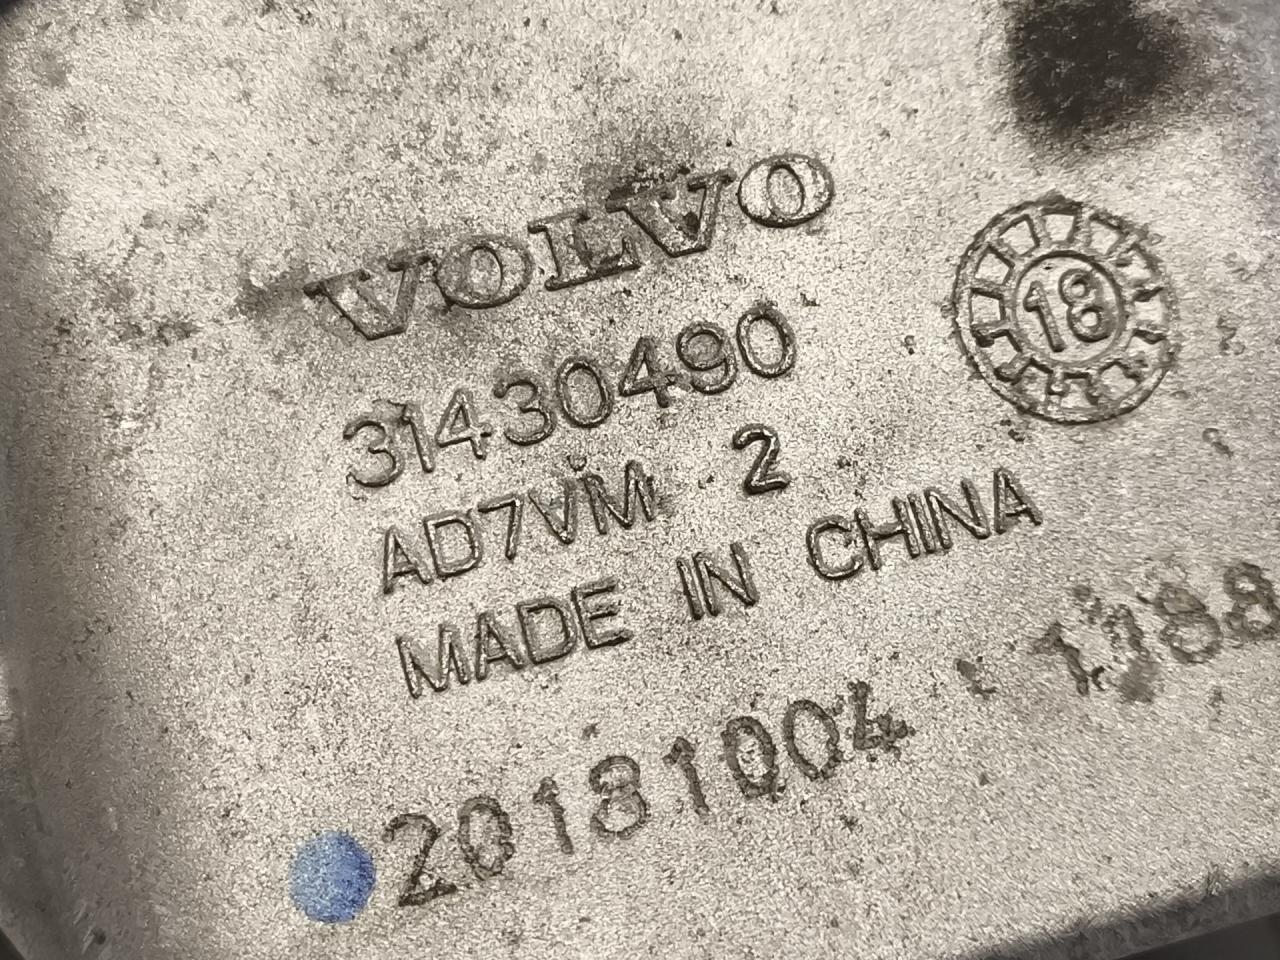 VOLVO
31430490
18
AD7VM 2
MADE IN CHINA
20181004